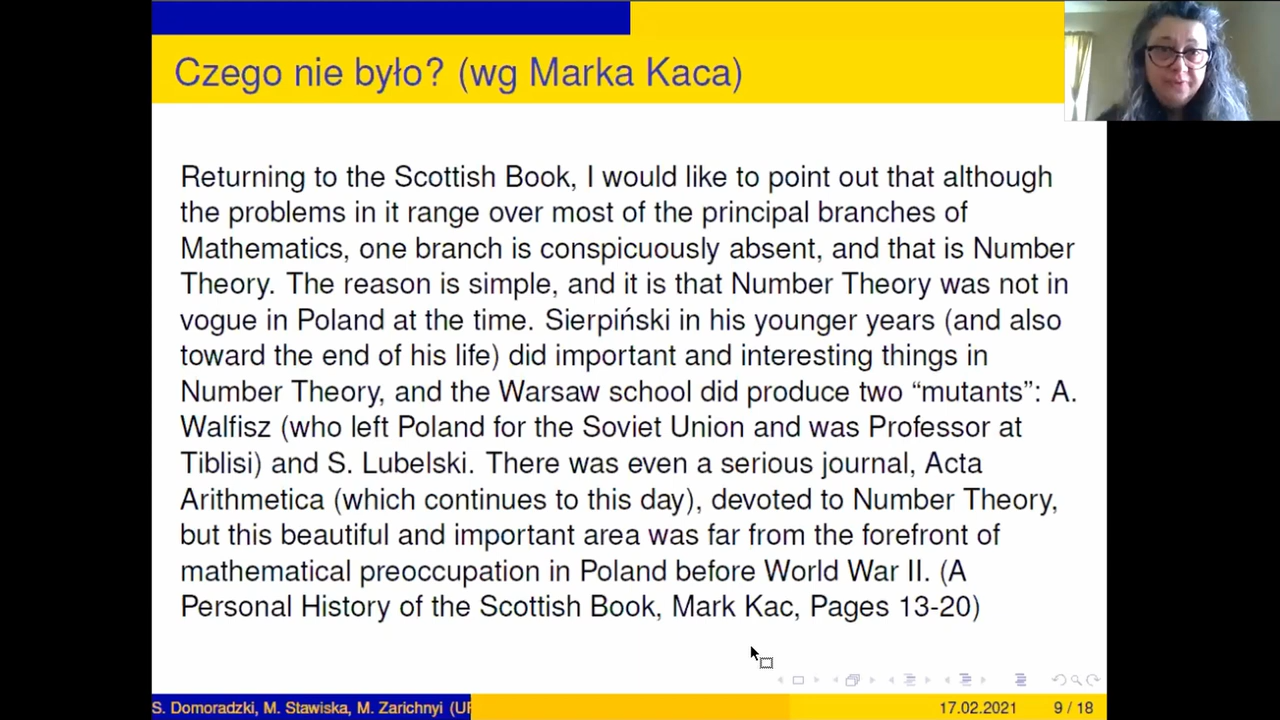 Czego nie było? (wg Marka Kaca)
Returning to the Scottish Book, I would like to point out that although
the problems in it range over most of the principal branches of
Mathematics, one branch is conspicuously absent, and that is Number
Theory. The reason is simple, and it is that Number Theory was not in
vogue in Poland at the time. Sierpiński in his younger years (and also
toward the end of his life) did important and interesting things in
Number Theory, and the Warsaw school did produce two “mutants”: A.
Walfisz (who left Poland for the Soviet Union and was Professor at
Tiblisi) and S. Lubelski. There was even a serious journal, Acta
Arithmetica (which continues to this day), devoted to Number Theory,
but this beautiful and important area was far from the forefront of
mathematical preoccupation in Poland before World War II. (A
Personal History of the Scottish Book, Mark Kac, Pages 13-20)
S. Domoradzki, M. Stawiska, M. Zarichnyi 17.02.2021 9 / 18